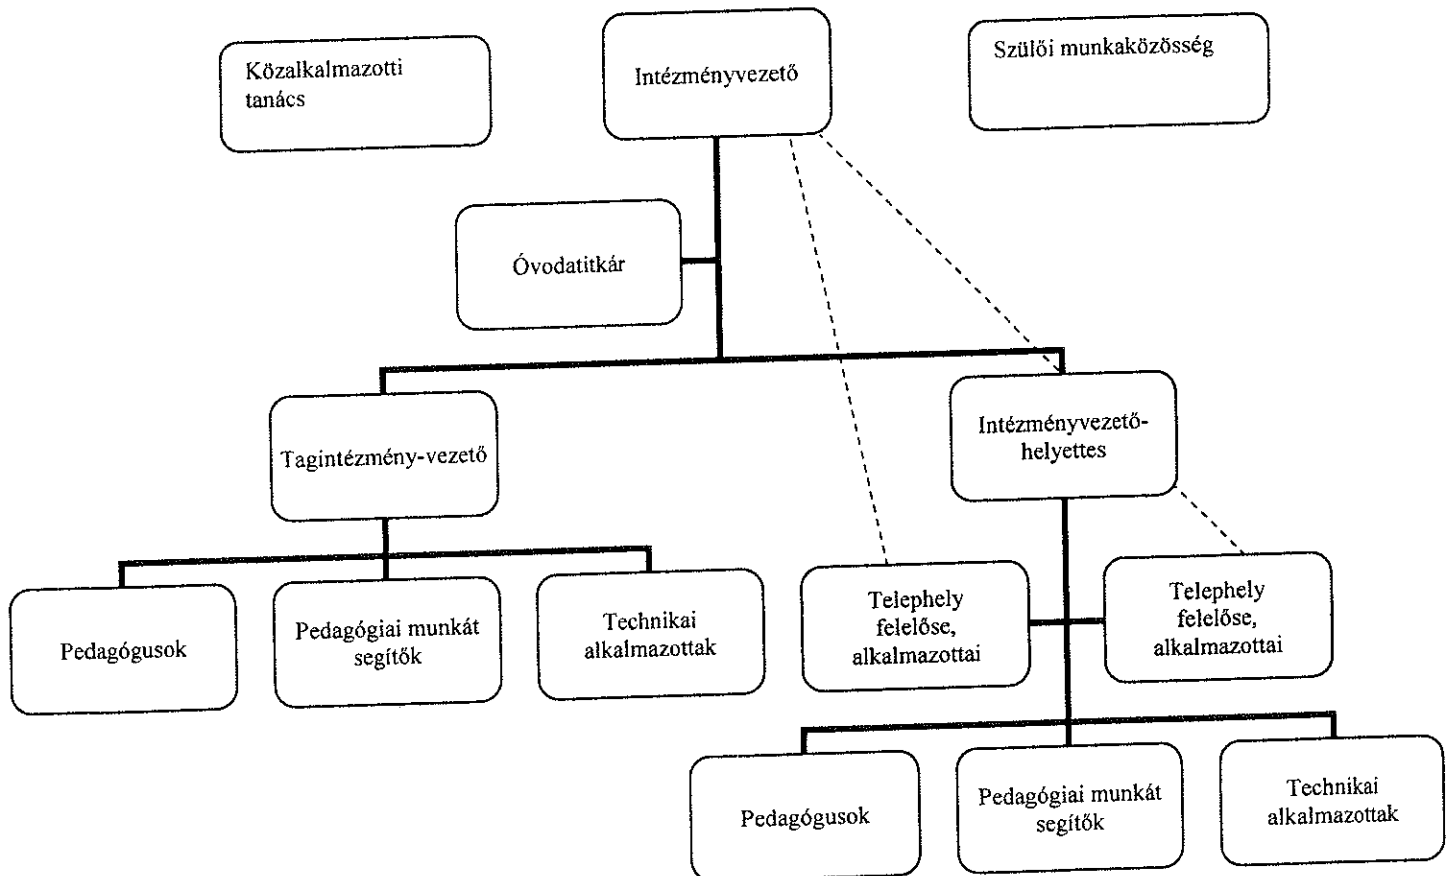 Közalkalmazotti
tanács
Intézményvezető
Szülői munkaközösség
Óvodatitkár
Tagintézmény-vezető
Intézményvezető-
helyettes
Pedagógusok
Pedagógiai munkát
segítők
Technikai
alkalmazottak
Telephely
felelőse,
alkalmazottai
Telephely
felelőse,
alkalmazottai
Pedagógusok
Pedagógiai munkát
segítők
Technikai
alkalmazottak